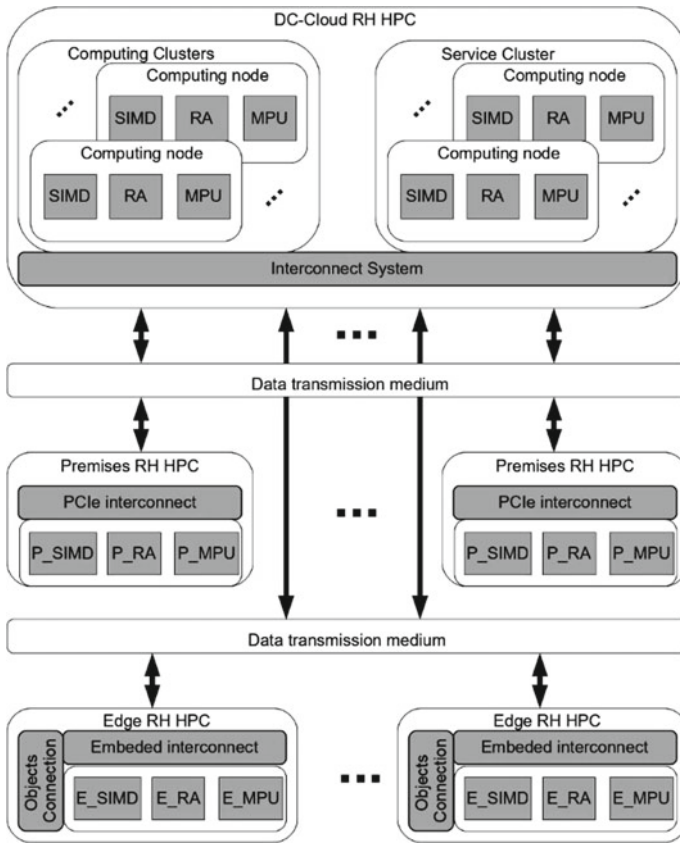 DC-Cloud RH HPC
Computing Clusters
Computing node
SIMD RA MPU
Computing node
SIMD RA MPU
Service Cluster
Computing node
SIMD RA MPU
Computing node
SIMD RA MPU
Interconnect System
Data transmission medium
Premises RH HPC
PCIe interconnect
P_SIMD P_RA P_MPU
Premises RH HPC
PCIe interconnect
P_SIMD P_RA P_MPU
Data transmission medium
Edge RH HPC
Objects
Connection
Embeded interconnect
E_SIMD E_RA E_MPU
Edge RH HPC
Objects
Connection
Embeded interconnect
E_SIMD E_RA E_MPU